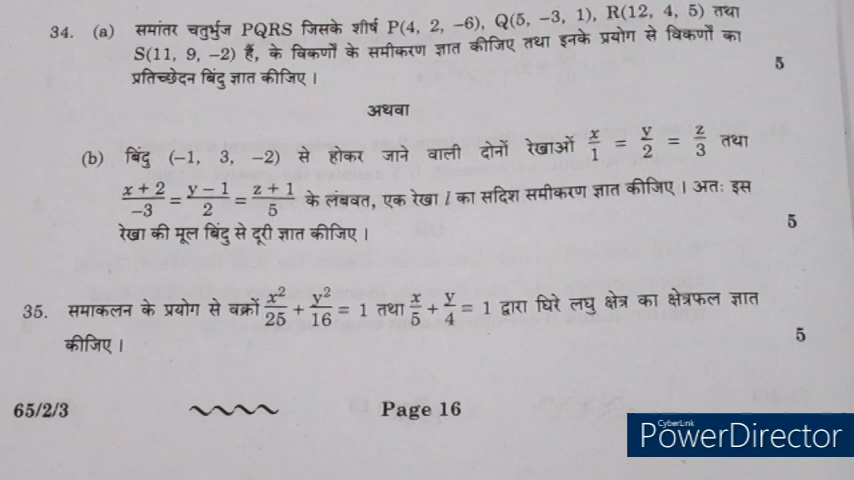 34. (a) समांतर चतुर्भुज PQRS जिसके शीर्ष P(4, 2, –6), Q(5, –3, 1), R(12, 4, 5) तथा
S(11, 9, –2) हैं, के विकर्णों के समीकरण ज्ञात कीजिए तथा इनके प्रयोग से विकर्णों का
प्रतिच्छेदन बिंदु ज्ञात कीजिए । 5
अथवा
(b) बिंदु (–1, 3, –2) से होकर जाने वाली दोनों रेखाओं x/1 = y/2 = z/3 तथा
x + 2/–3 = y – 1/2 = z + 1/5 के लंबवत, एक रेखा l का सदिश समीकरण ज्ञात कीजिए । अतः इस
रेखा की मूल बिंदु से दूरी ज्ञात कीजिए । 5
35. समाकलन के प्रयोग से वक्रों x²/25 + y²/16 = 1 तथा x/5 + y/4 = 1 द्वारा घिरे लघु क्षेत्र का क्षेत्रफल ज्ञात
कीजिए । 5
65/2/3 Page 16
CyberLink
PowerDirector